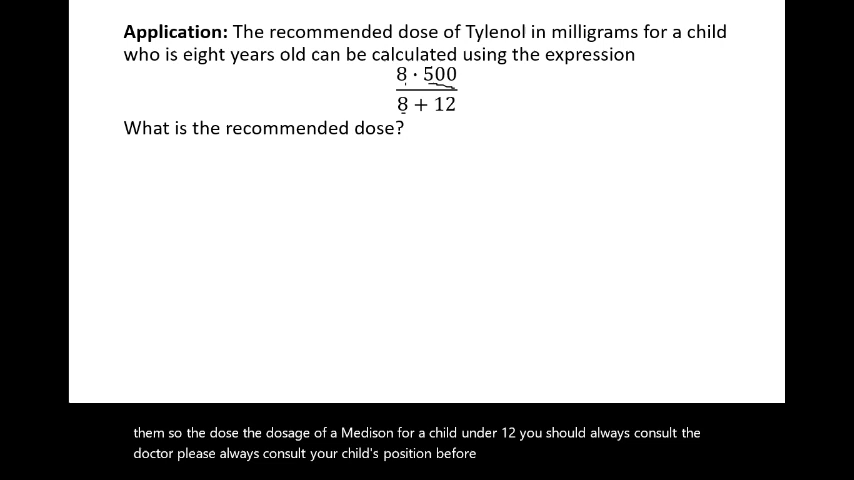 Application: The recommended dose of Tylenol in milligrams for a child
who is eight years old can be calculated using the expression
8 · 500
8 + 12
What is the recommended dose?
them so the dose the dosage of a Medison for a child under 12 you should always consult the
doctor please always consult your child's position before